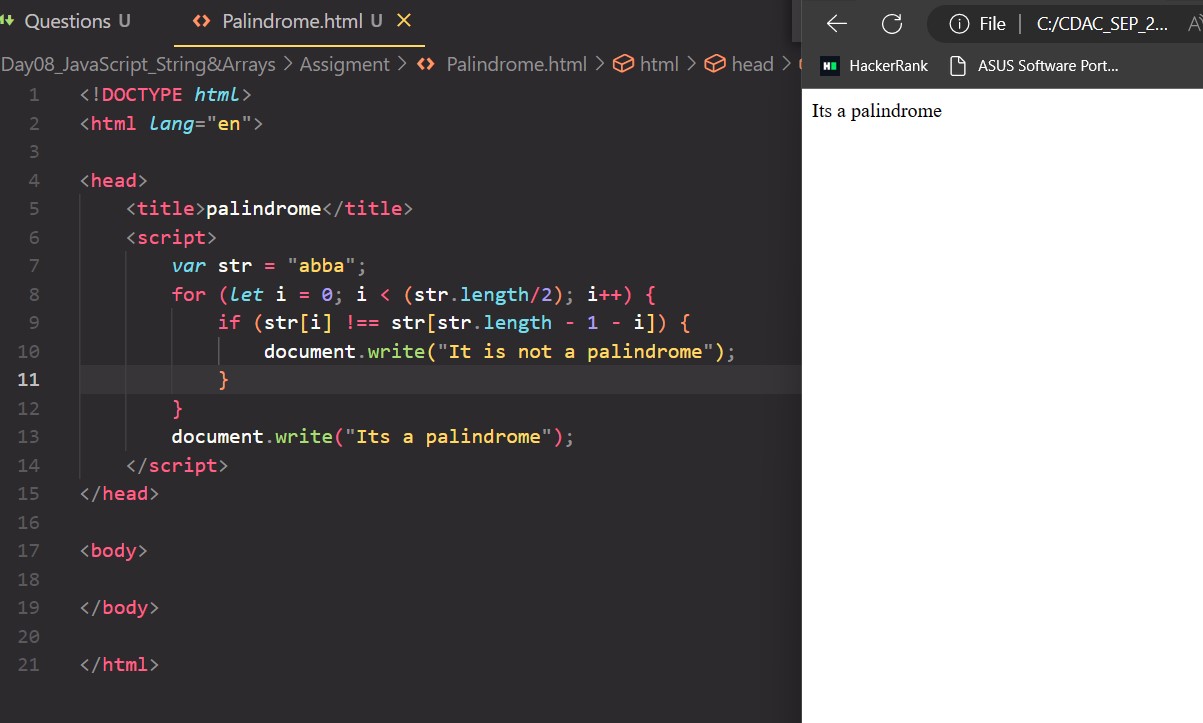 Questions U
Palindrome.html U
Day08_JavaScript_String&Arrays > Assigment > Palindrome.html > html > head >
1 <!DOCTYPE html>
2 <html lang="en">
3
4 <head>
5 <title>palindrome</title>
6 <script>
7 var str = "abba";
8 for (let i = 0; i < (str.length/2); i++) {
9 if (str[i] !== str[str.length - 1 - i]) {
10 document.write("It is not a palindrome");
11 }
12 }
13 document.write("Its a palindrome");
14 </script>
15 </head>
16
17 <body>
18
19 </body>
20
21 </html>
File | C:/CDAC_SEP_2...
HackerRank
ASUS Software Port...
Its a palindrome